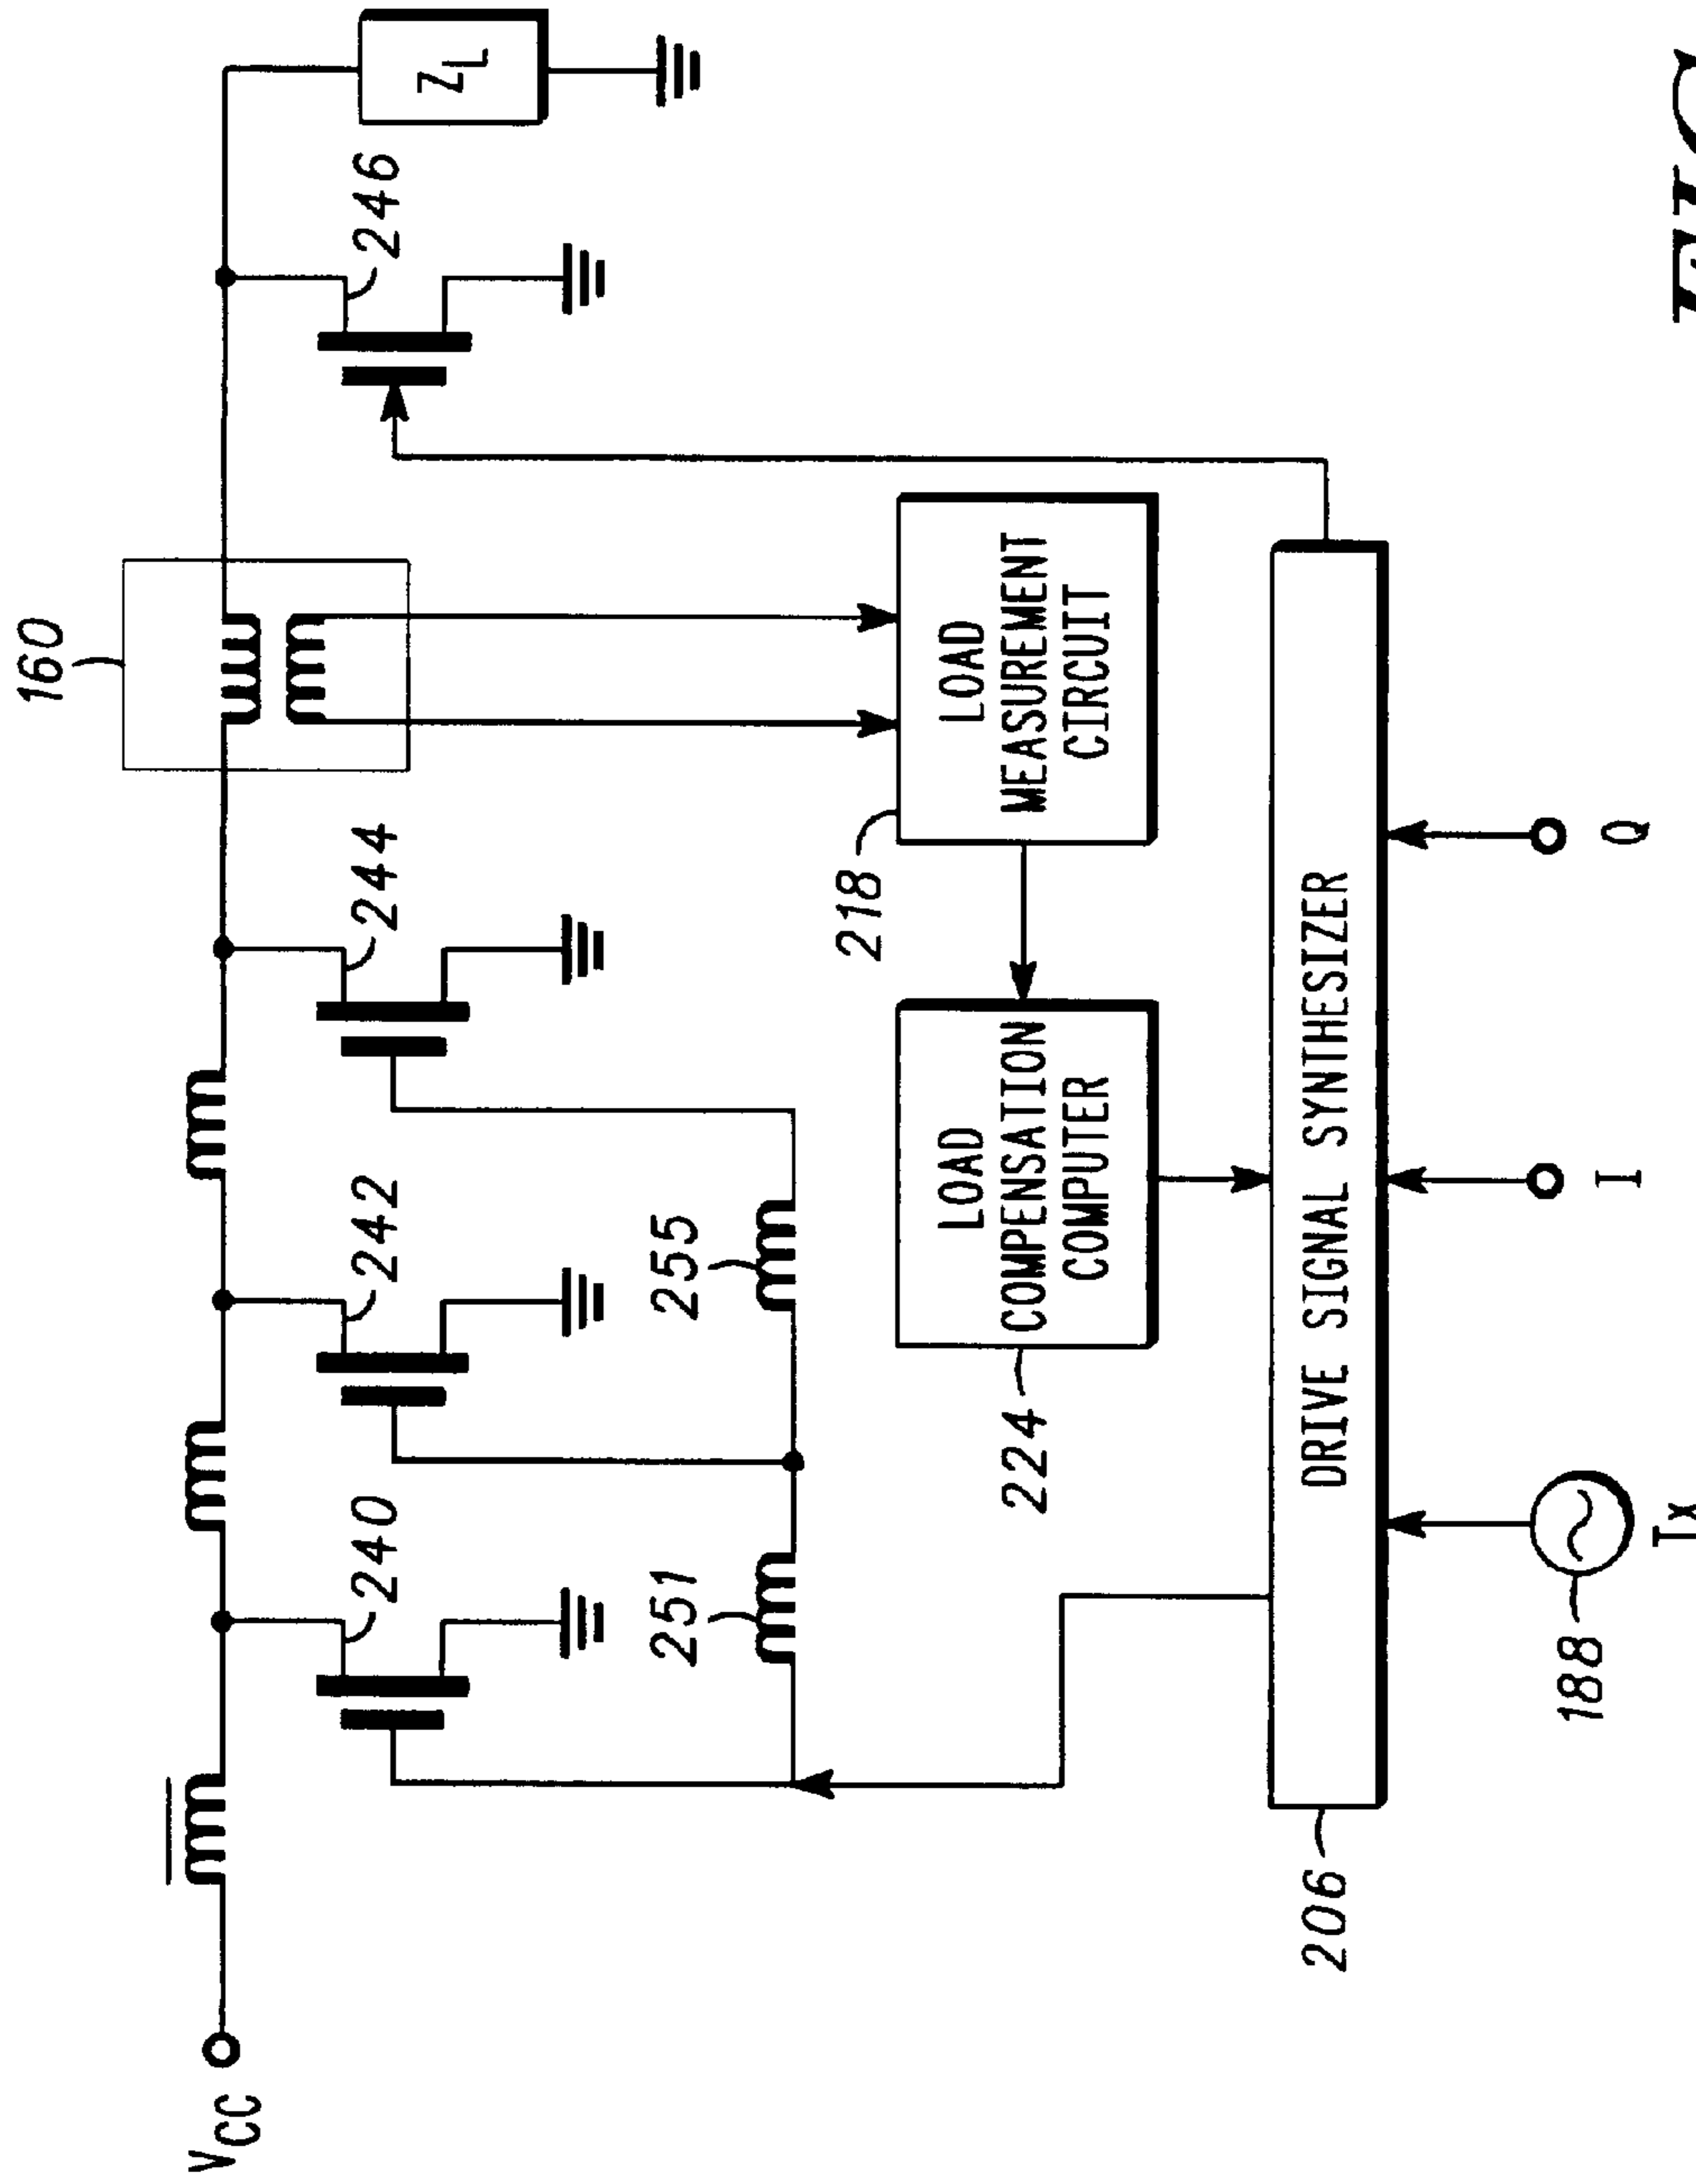 160
246
Z_L
244
242
240
V_CC
255
251
218
LOAD
MEASUREMENT
CIRCUIT
224
LOAD
COMPENSATION
COMPUTER
206
DRIVE SIGNAL SYNTHESIZER
188
Tx
I
Q